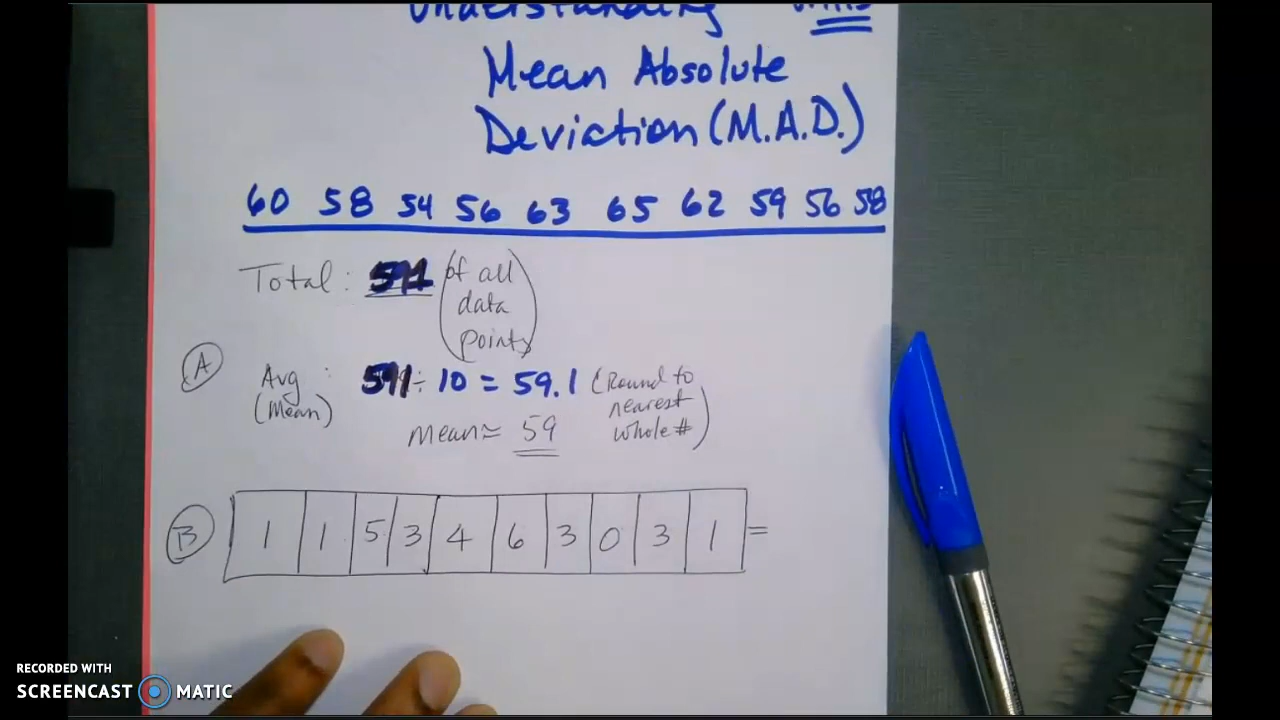 Understanding
Mean Absolute
Deviation (M.A.D.)
60 58 54 56 63 65 62 59 56 58
Total: 591 (of all
data
points)
A
Avg : 591 ÷ 10 = 59.1 (Round to
(Mean)
nearest
Mean ≈ 59 whole #)
B 1 1 5 3 4 6 3 0 3 1 =
RECORDED WITH
SCREENCAST MATIC